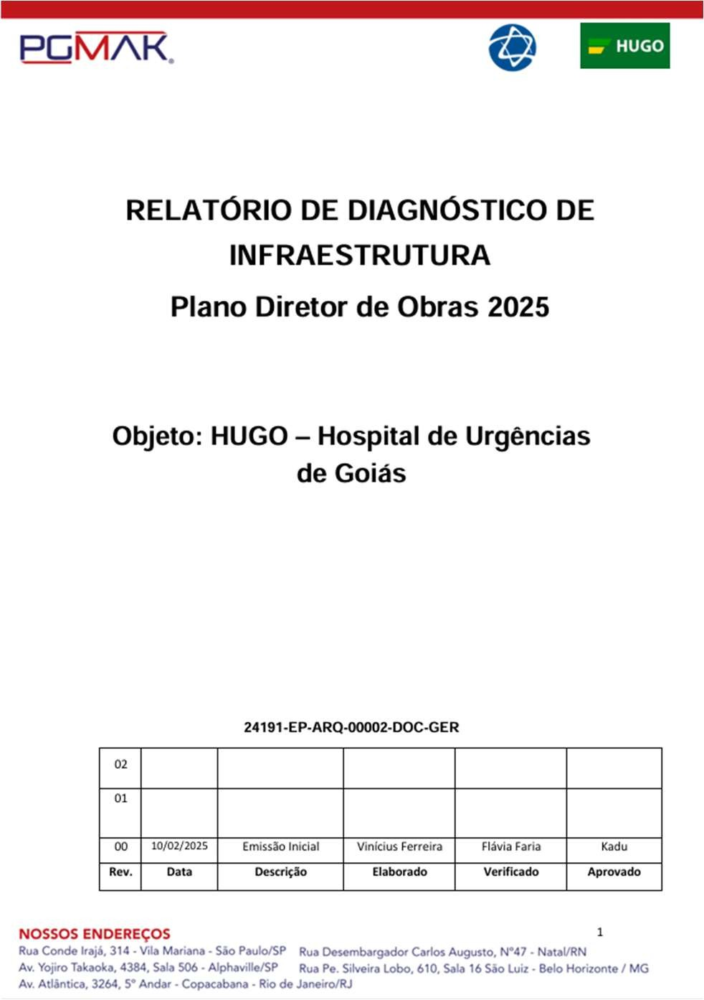 PGMAK
HUGO
RELATÓRIO DE DIAGNÓSTICO DE
INFRAESTRUTURA
Plano Diretor de Obras 2025
Objeto: HUGO – Hospital de Urgências
de Goiás
24191-EP-ARQ-00002-DOC-GER
02
01
00 10/02/2025 Emissão Inicial Vinícius Ferreira Flávia Faria Kadu
Rev. Data Descrição Elaborado Verificado Aprovado
1
NOSSOS ENDEREÇOS
Rua Conde Irajá, 314 - Vila Mariana - São Paulo/SP Rua Desembargador Carlos Augusto, Nº47 - Natal/RN
Av. Yojiro Takaoka, 4384, Sala 506 - Alphaville/SP Rua Pe. Silveira Lobo, 610, Sala 16 São Luiz - Belo Horizonte / MG
Av. Atlântica, 3264, 5º Andar - Copacabana - Rio de Janeiro/RJ